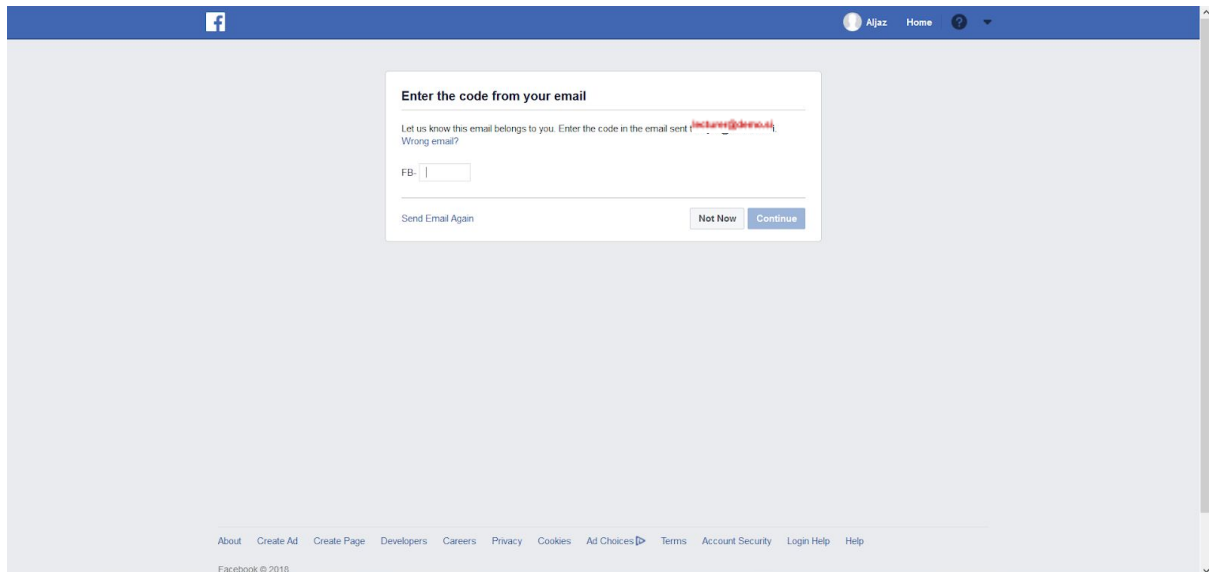 f
Aljaz Home ?
Enter the code from your email
Let us know this email belongs to you. Enter the code in the email sent t lecturer@demo.si.
Wrong email?
FB-
Send Email Again Not Now Continue
About Create Ad Create Page Developers Careers Privacy Cookies Ad Choices Terms Account Security Login Help Help
Facebook © 2018